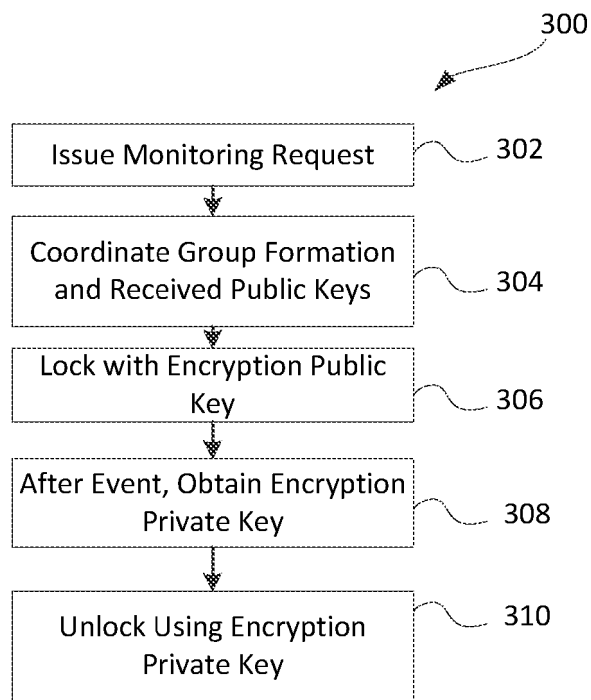 300
Issue Monitoring Request
302
Coordinate Group Formation
and Received Public Keys
304
Lock with Encryption Public
Key
306
After Event, Obtain Encryption
Private Key
308
Unlock Using Encryption
Private Key
310